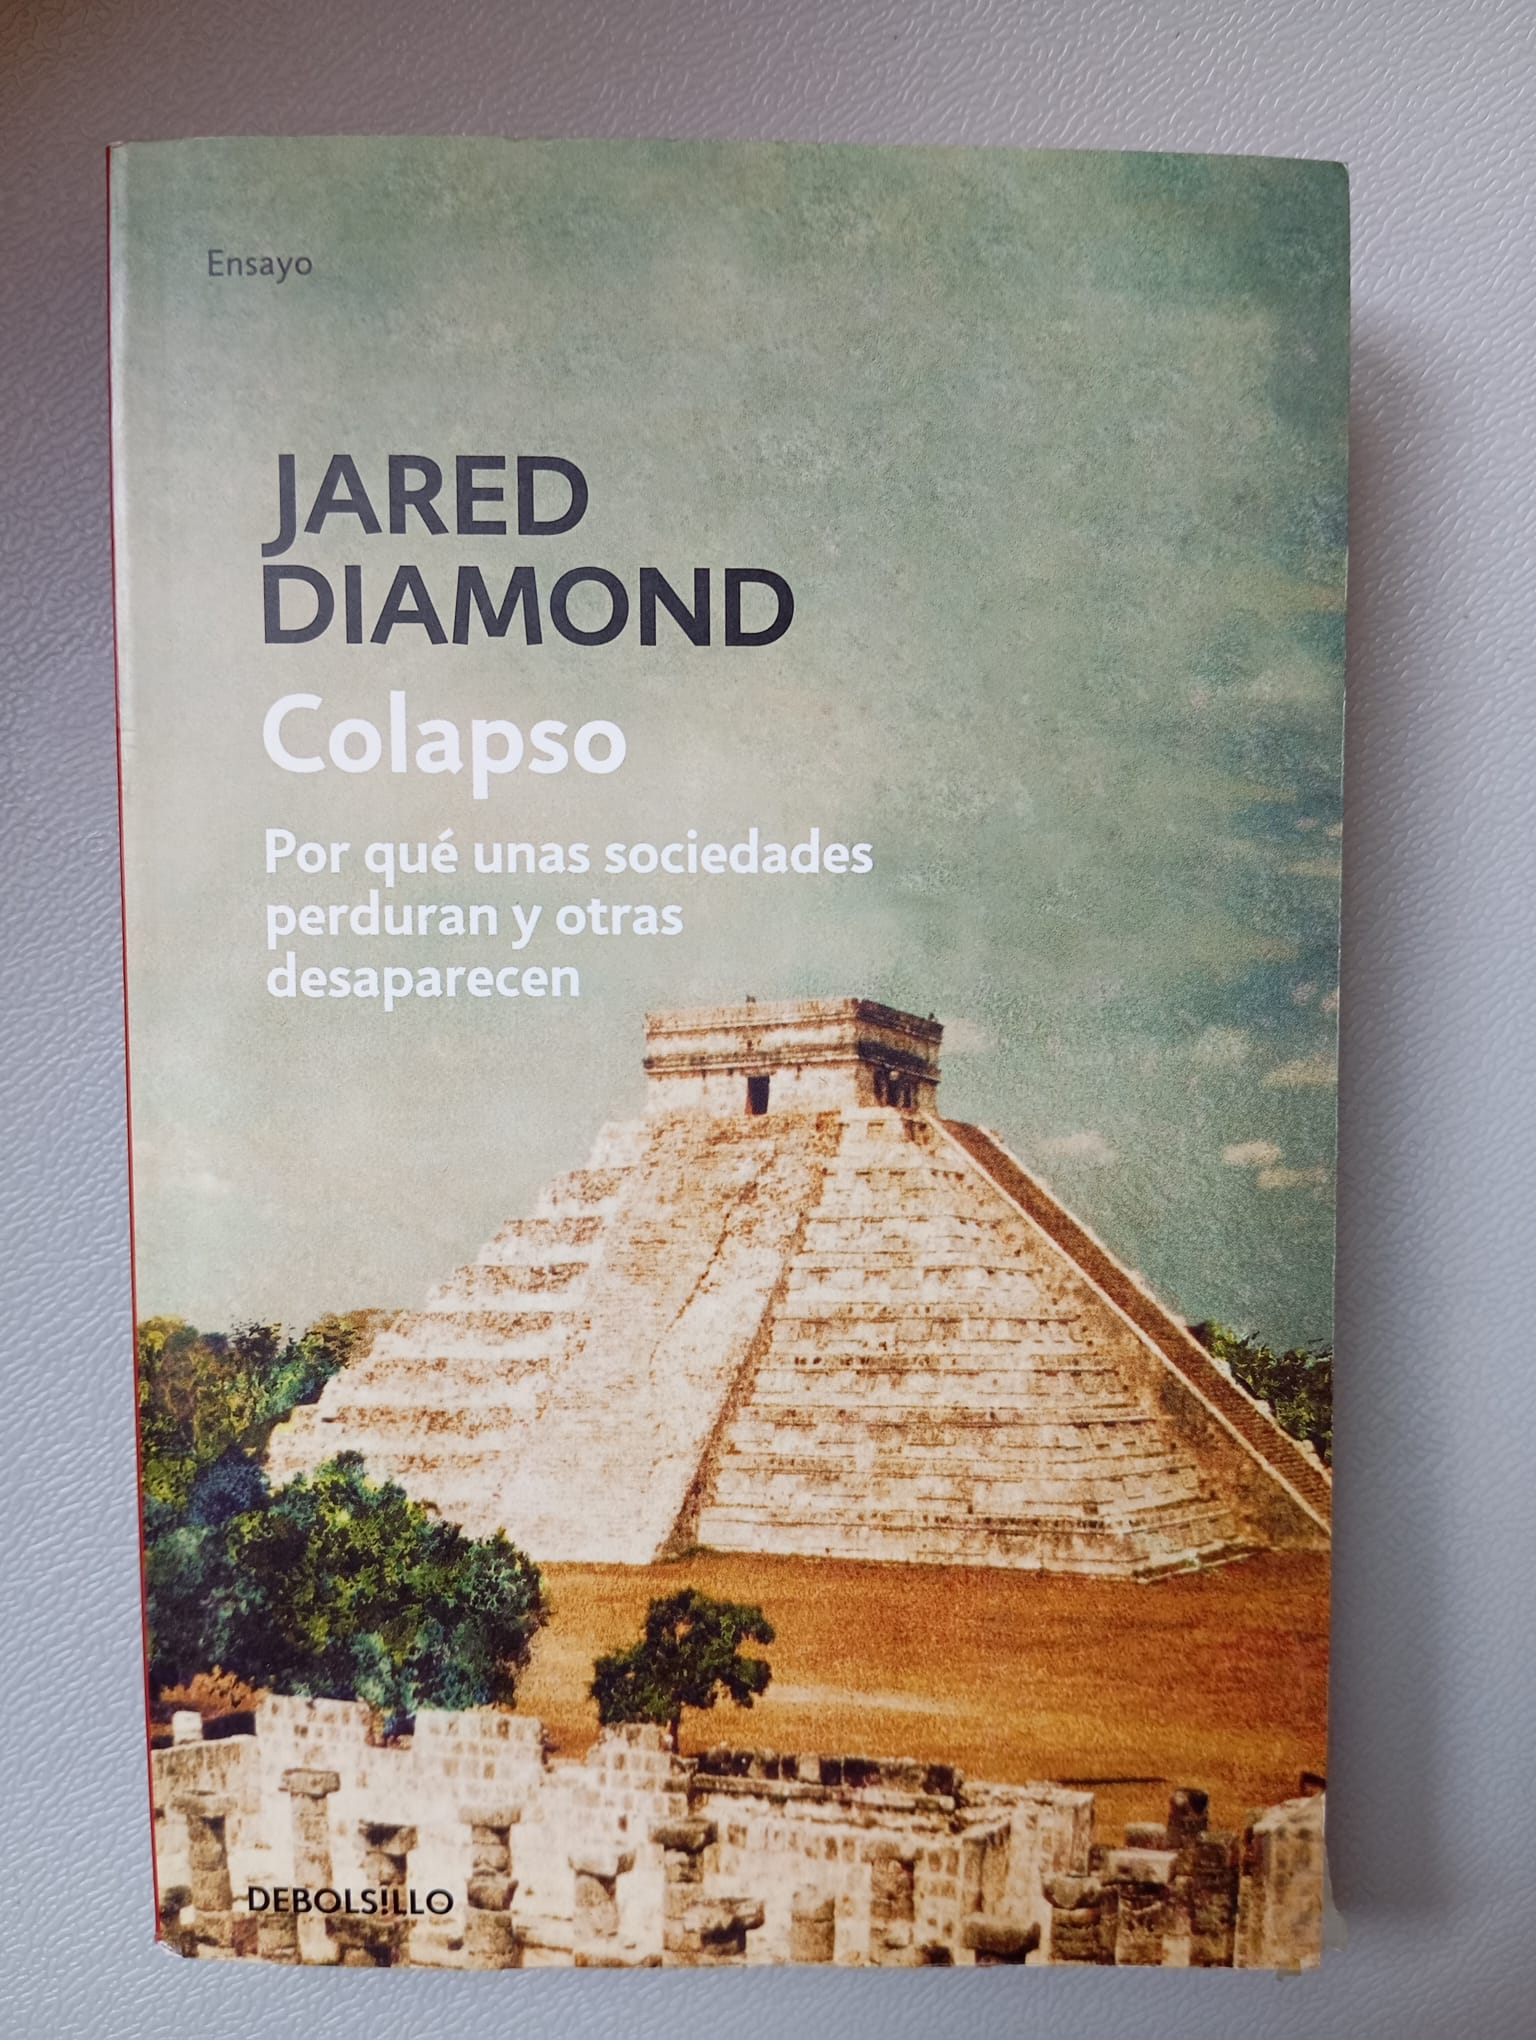 Ensayo
JARED
DIAMOND
Colapso
Por qué unas sociedades
perduran y otras
desaparecen
DEBOLS!LLO